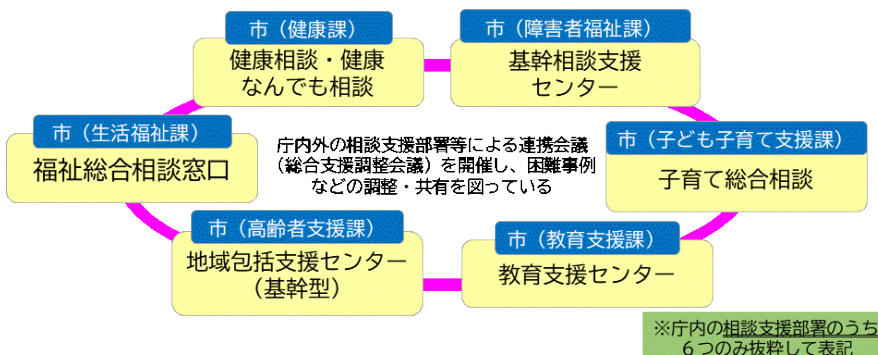 市（健康課）
健康相談・健康
なんでも相談
市（障害者福祉課）
基幹相談支援
センター
市（生活福祉課）
福祉総合相談窓口
庁内外の相談支援部署等による連携会議
（総合支援調整会議）を開催し、困難事例
などの調整・共有を図っている
市（子ども子育て支援課）
子育て総合相談
市（高齢者支援課）
地域包括支援センター
（基幹型）
市（教育支援課）
教育支援センター
※庁内の相談支援部署のうち
６つのみ抜粋して表記